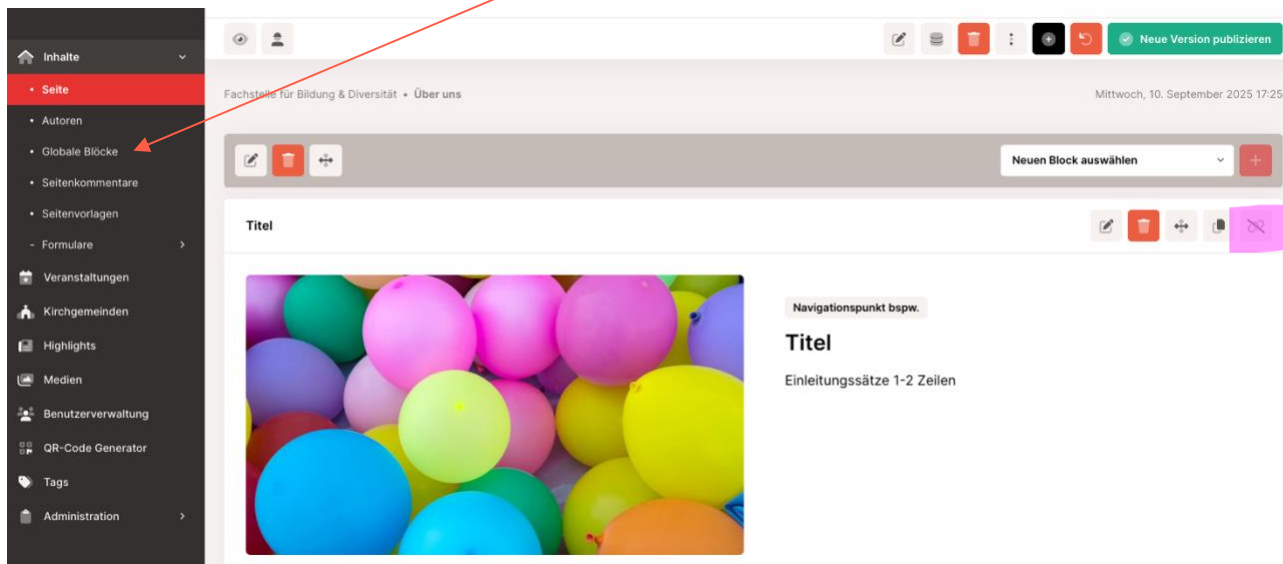 Inhalte
Seite
Autoren
Globale Blöcke
Seitenkommentare
Seitenvorlagen
Formulare
Veranstaltungen
Kirchgemeinden
Highlights
Medien
Benutzerverwaltung
QR-Code Generator
Tags
Administration
Neue Version publizieren
Fachstelle für Bildung & Diversität • Über uns
Mittwoch, 10. September 2025 17:25
Neuen Block auswählen
Titel
Navigationspunkt bspw.
Titel
Einleitungssätze 1-2 Zeilen